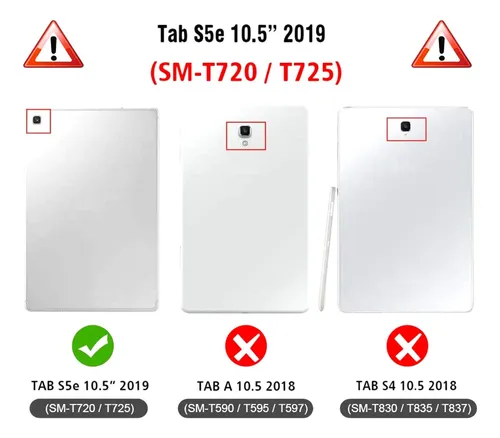 Tab S5e 10.5” 2019
(SM-T720 / T725)
TAB S5e 10.5” 2019
TAB A 10.5 2018
TAB S4 10.5 2018
(SM-T720 / T725)
(SM-T590 / T595 / T597)
(SM-T830 / T835 / T837)